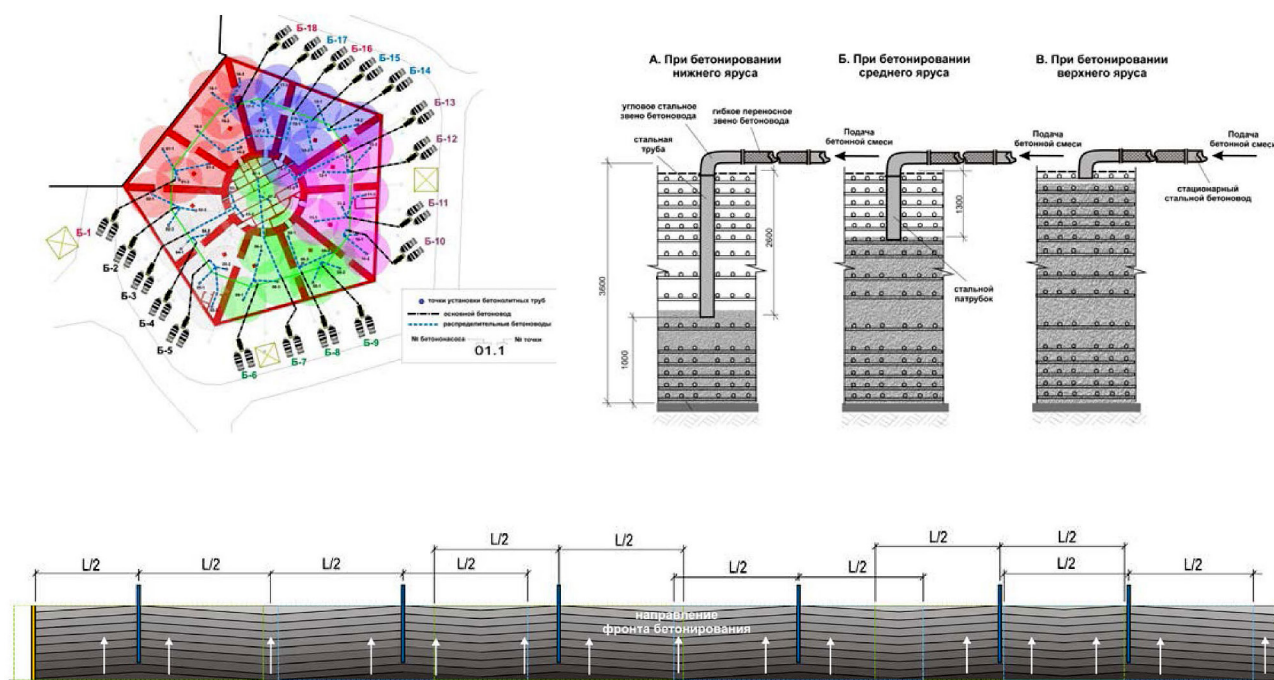 Б-18
Б-17
Б-16
Б-15
Б-14
Б-13
Б-12
Б-11
Б-10
Б-1
Б-2
Б-3
Б-4
Б-5
Б-6
Б-7
Б-8
Б-9
точки установки бетонолитных труб
основной бетоновод
распределительные бетоноводы
№ бетононасоса
01.1
№ точки
А. При бетонировании
нижнего яруса
угловое стальное
звено бетоновода
гибкое переносное
звено бетоновода
стальная
труба
3600
2600
1000
Б. При бетонировании
среднего яруса
Подача
бетонной смеси
1300
стальной
патрубок
В. При бетонировании
верхнего яруса
Подача
бетонной смеси
Подача
бетонной смеси
стационарный
стальной бетоновод
L/2
L/2
L/2
L/2
L/2
L/2
L/2
L/2
L/2
L/2
L/2
L/2
направление
фронта бетонирования